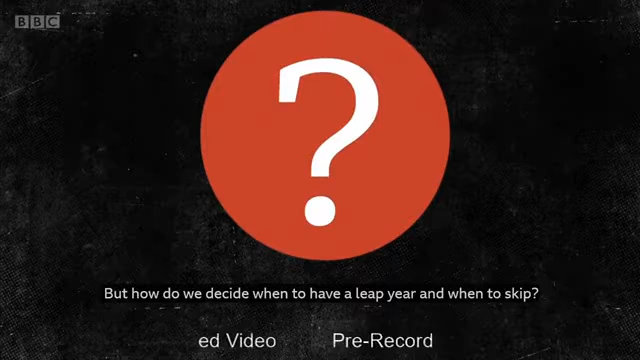 BBC
?
But how do we decide when to have a leap year and when to skip?
ed Video Pre-Record